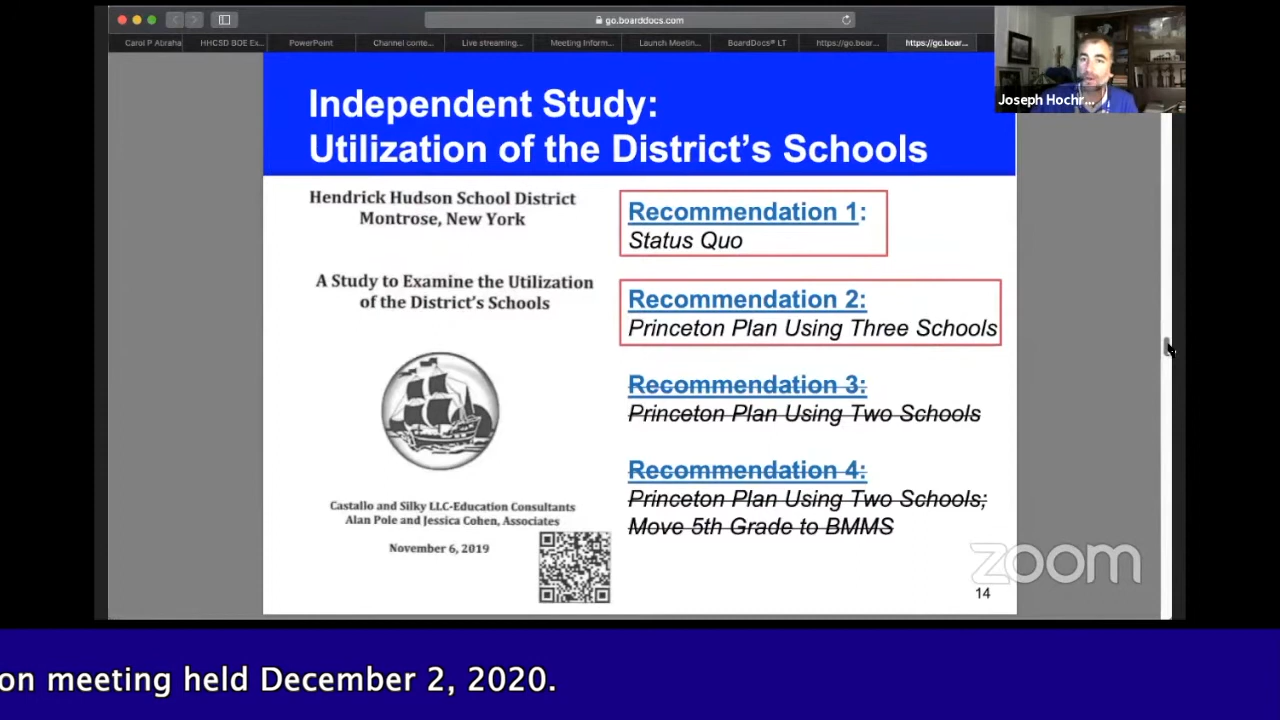 go.boarddocs.com
Carol P Abraha
HHCSD BOE Ex...
PowerPoint
Channel conte...
Live streaming...
Meeting Inform...
Launch Meetin...
BoardDocs® LT
https://go.boar...
https://go.boar...
Joseph Hochr...
Independent Study:
Utilization of the District's Schools
Hendrick Hudson School District
Montrose, New York
A Study to Examine the Utilization
of the District's Schools
Castallo and Silky LLC-Education Consultants
Alan Pole and Jessica Cohen, Associates
November 6, 2019
Recommendation 1:
Status Quo
Recommendation 2:
Princeton Plan Using Three Schools
Recommendation 3:
Princeton Plan Using Two Schools
Recommendation 4:
Princeton Plan Using Two Schools;
Move 5th Grade to BMMS
zoom
14
on meeting held December 2, 2020.